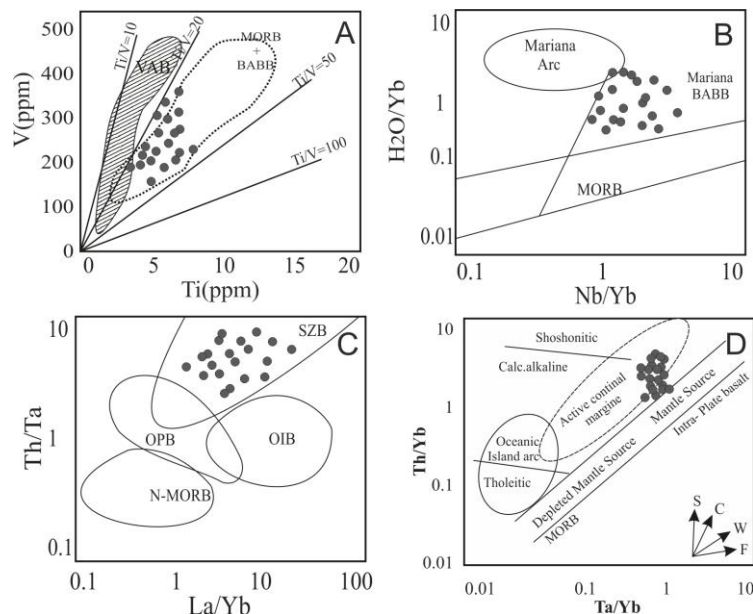 A
500
400
300
200
100
0
V(ppm)
Ti/V=10
Ti/V=20
VAB
MORB
+
BABB
Ti/V=50
Ti/V=100
0
5
10
15
20
Ti(ppm)
B
10
1
0.1
0.01
H2O/Yb
Mariana
Arc
Mariana
BABB
MORB
0.1
1
10
Nb/Yb
C
10
1
0.1
Th/Ta
SZB
OPB
OIB
N-MORB
0.1
1
10
100
La/Yb
D
10
1
0.1
0.01
Th/Yb
Shoshonitic
Calc.alkaline
Active continal
margine
Oceanic
Island arc
Tholeitic
Depleted Mantle Source
Mantle Source
MORB
Intra- Plate basalt
S
C
W
F
0.01
0.1
1
10
Ta/Yb